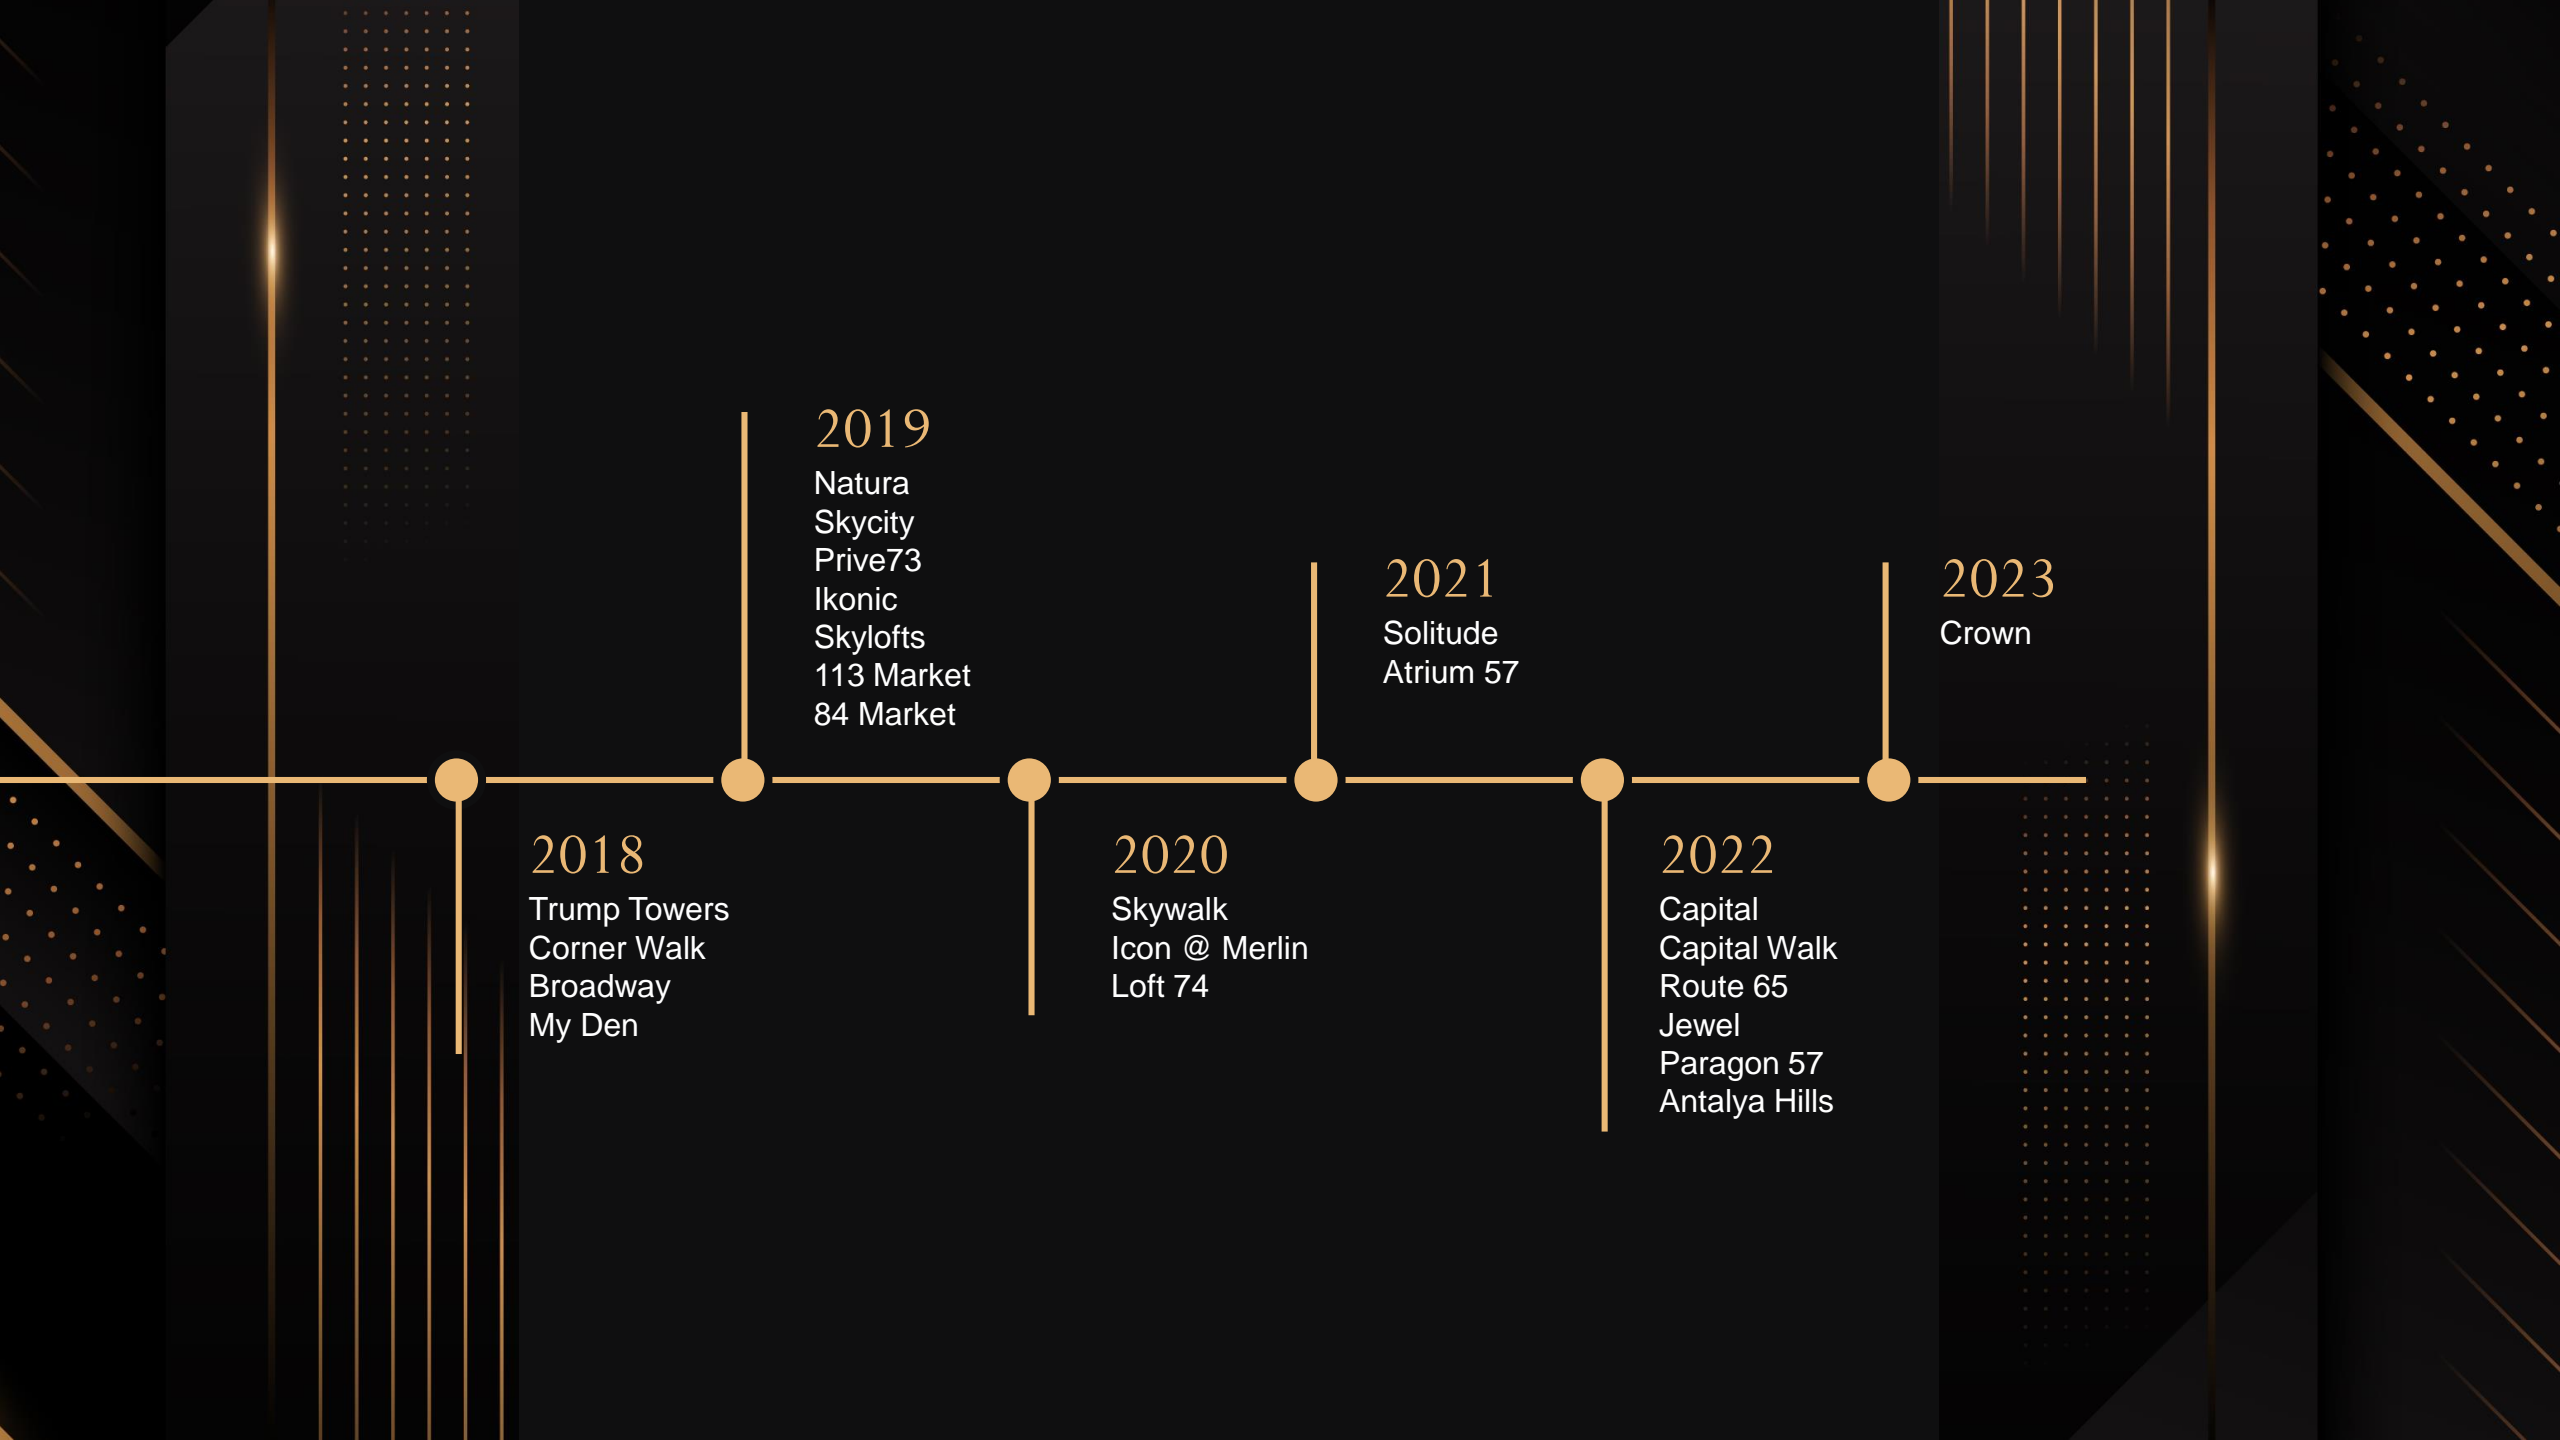 2019
Natura
Skycity
Prive73
Ikonic
Skylofts
113 Market
84 Market
2021
Solitude
Atrium 57
2023
Crown
2018
Trump Towers
Corner Walk
Broadway
My Den
2020
Skywalk
Icon @ Merlin
Loft 74
2022
Capital
Capital Walk
Route 65
Jewel
Paragon 57
Antalya Hills